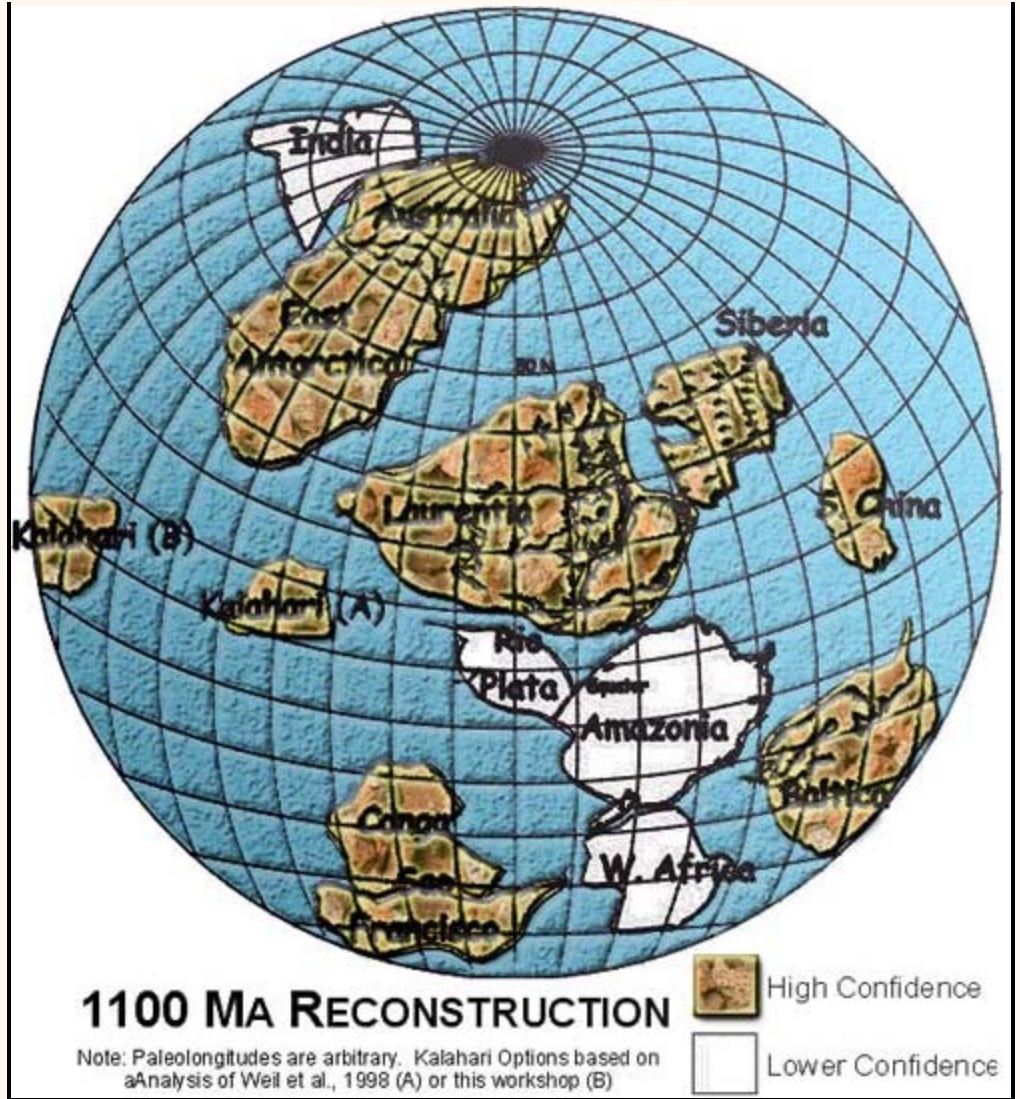 India
Australia
East
Antarctica
Siberia
60 N
Laurentia
S. China
Kalahari (B)
Kalahari (A)
Rio
Plata
Equator
Amazonia
Baltica
Congo
Sao
Francisco
W. Africa
1100 MA RECONSTRUCTION
High Confidence
Note: Paleolongitudes are arbitrary. Kalahari Options based on
aAnalysis of Weil et al., 1998 (A) or this workshop (B)
Lower Confidence